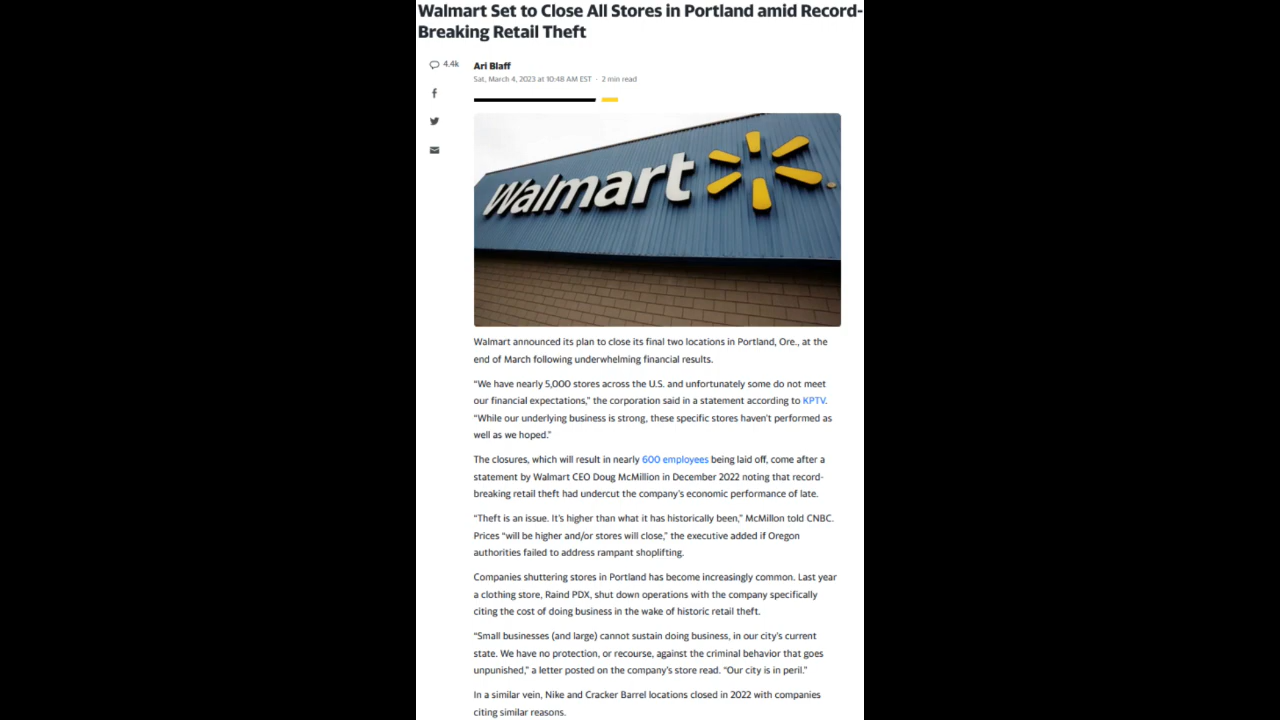 Walmart Set to Close All Stores in Portland amid Record-
Breaking Retail Theft
4.4k
Ari Blaff
Sat, March 4, 2023 at 10:48 AM EST · 2 min read
Walmart
Walmart announced its plan to close its final two locations in Portland, Ore., at the
end of March following underwhelming financial results.
"We have nearly 5,000 stores across the U.S. and unfortunately some do not meet
our financial expectations," the corporation said in a statement according to KPTV.
"While our underlying business is strong, these specific stores haven't performed as
well as we hoped."
The closures, which will result in nearly 600 employees being laid off, come after a
statement by Walmart CEO Doug McMillion in December 2022 noting that record-
breaking retail theft had undercut the company's economic performance of late.
"Theft is an issue. It's higher than what it has historically been," McMillon told CNBC.
Prices "will be higher and/or stores will close," the executive added if Oregon
authorities failed to address rampant shoplifting.
Companies shuttering stores in Portland has become increasingly common. Last year
a clothing store, Raind PDX, shut down operations with the company specifically
citing the cost of doing business in the wake of historic retail theft.
"Small businesses (and large) cannot sustain doing business, in our city's current
state. We have no protection, or recourse, against the criminal behavior that goes
unpunished," a letter posted on the company's store read. "Our city is in peril."
In a similar vein, Nike and Cracker Barrel locations closed in 2022 with companies
citing similar reasons.